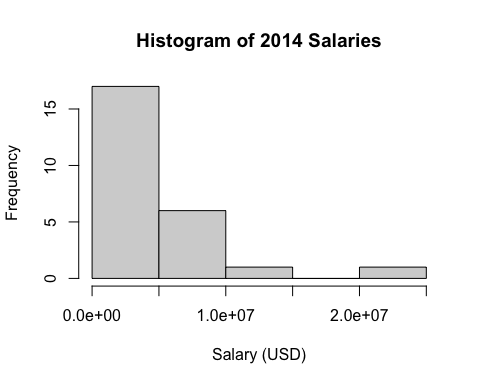 Histogram of 2014 Salaries
Frequency
15
10
5
0
0.0e+00 1.0e+07 2.0e+07
Salary (USD)